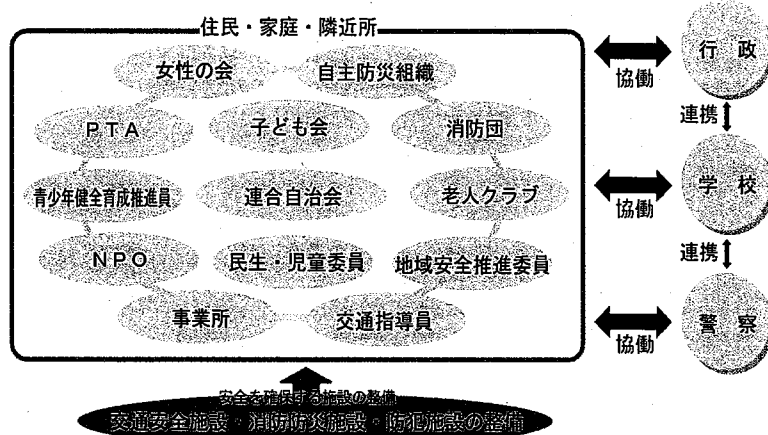 住民・家庭・隣近所
女性の会
自主防災組織
PTA
子ども会
消防団
青少年健全育成推進員
連合自治会
老人クラブ
NPO
民生・児童委員
地域安全推進委員
事業所
交通指導員
協働
行 政
連携
協働
学 校
連携
協働
警 察
安全を確保する施設の整備
交通安全施設・消防防災施設・防犯施設の整備